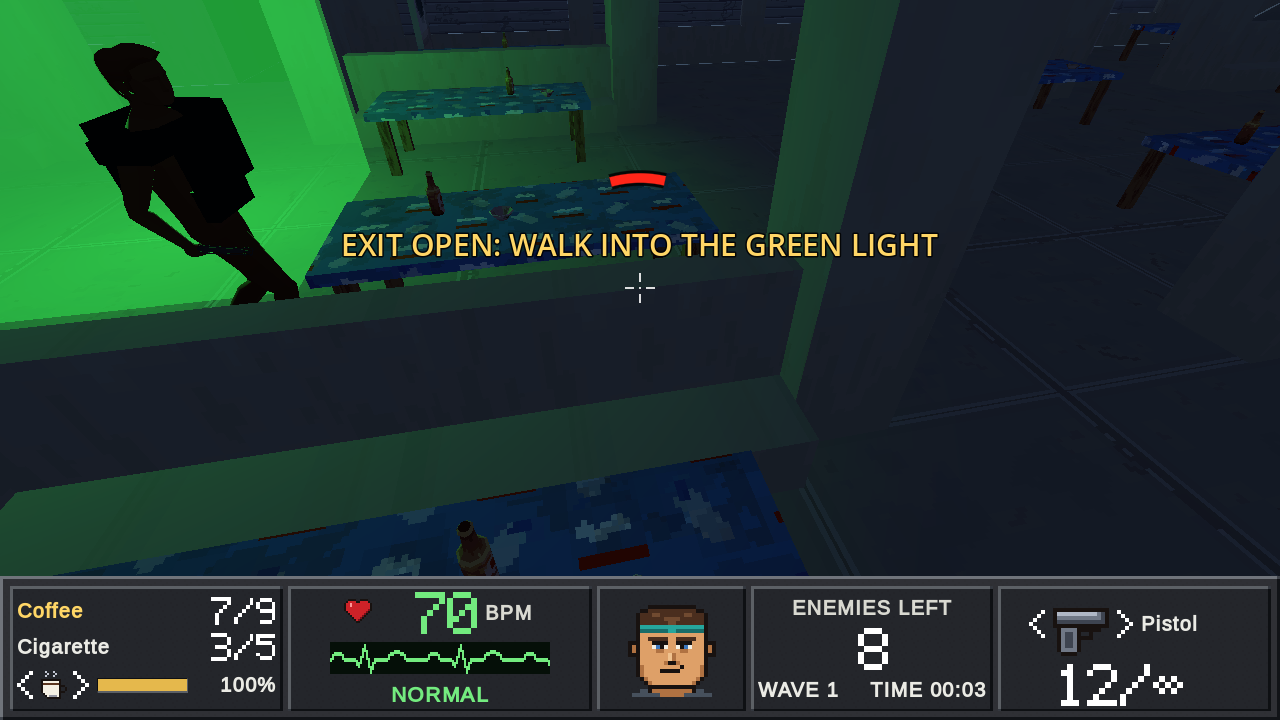 EXIT OPEN: WALK INTO THE GREEN LIGHT
Coffee 7/9
Cigarette 3/5
100%
70 BPM
NORMAL
ENEMIES LEFT
8
WAVE 1 TIME 00:03
Pistol
12/∞